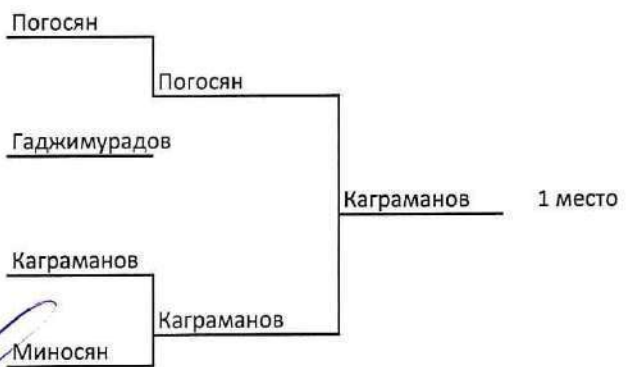 Погосян
Погосян
Гаджимурадов
Каграманов 1 место
Каграманов
Каграманов
Миносян